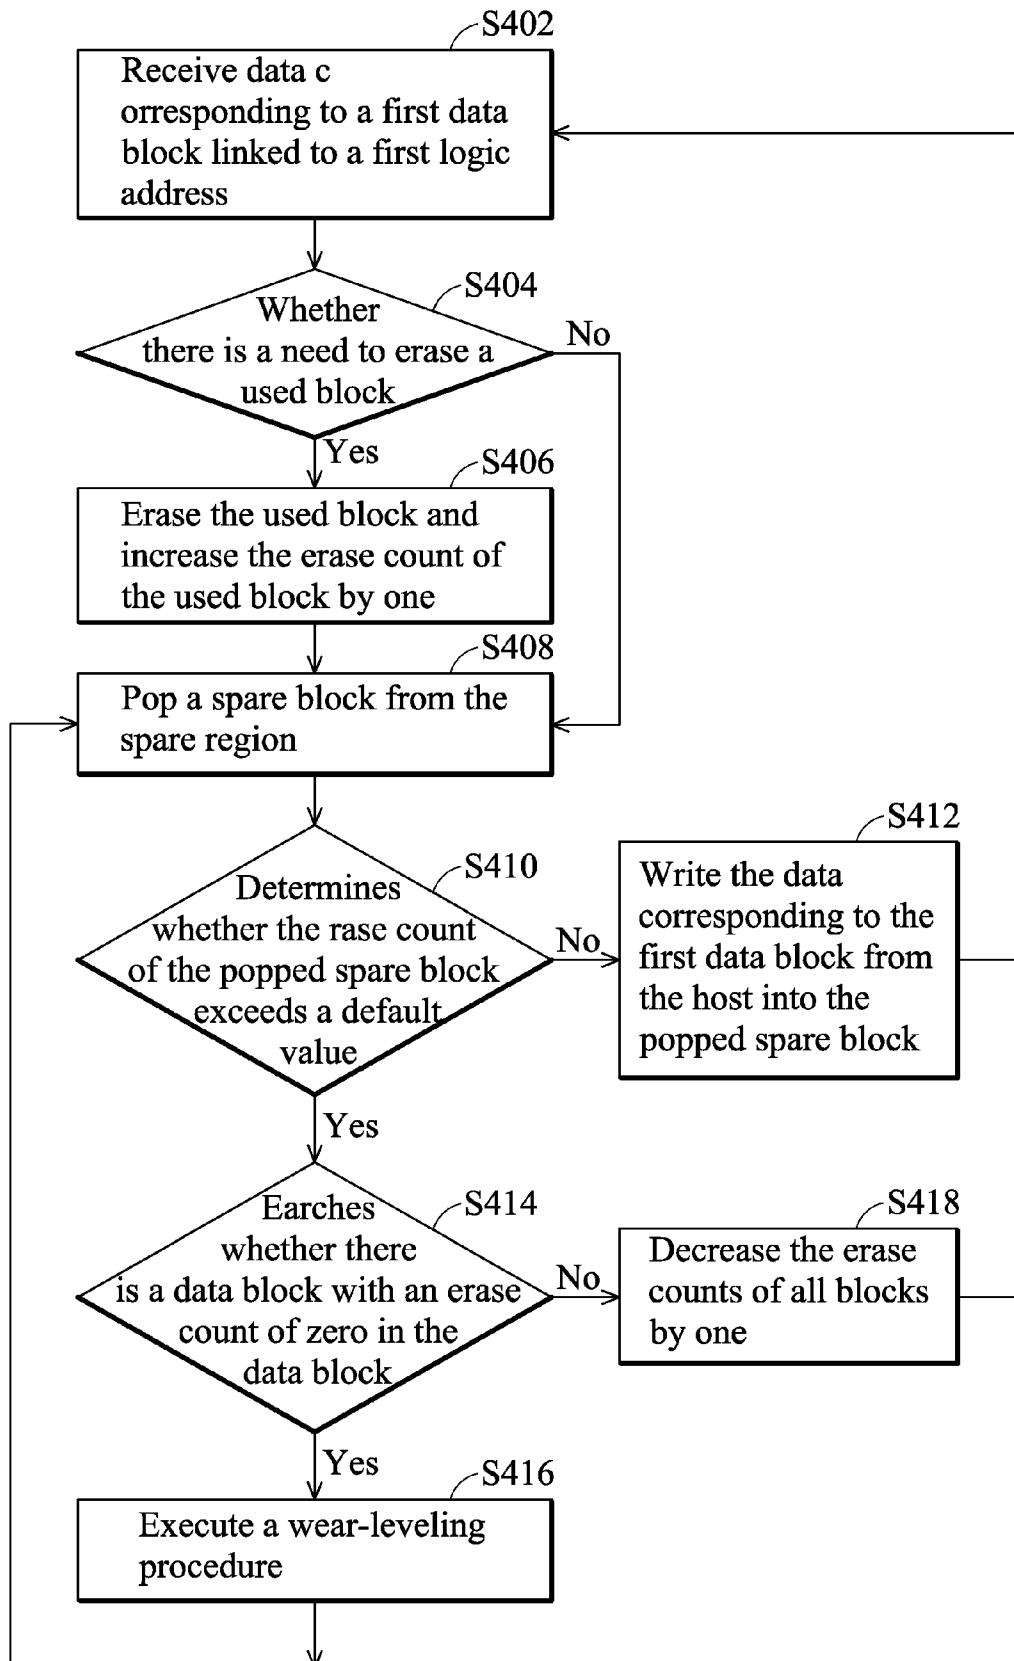 S402
Receive data c
orresponding to a first data
block linked to a first logic
address
S404
Whether
there is a need to erase a
used block
No
Yes
S406
Erase the used block and
increase the erase count of
the used block by one
S408
Pop a spare block from the
spare region
S410
Determines
whether the rase count
of the popped spare block
exceeds a default
value
No
S412
Write the data
corresponding to the
first data block from
the host into the
popped spare block
Yes
S414
Earches
whether there
is a data block with an erase
count of zero in the
data block
No
S418
Decrease the erase
counts of all blocks
by one
Yes
S416
Execute a wear-leveling
procedure